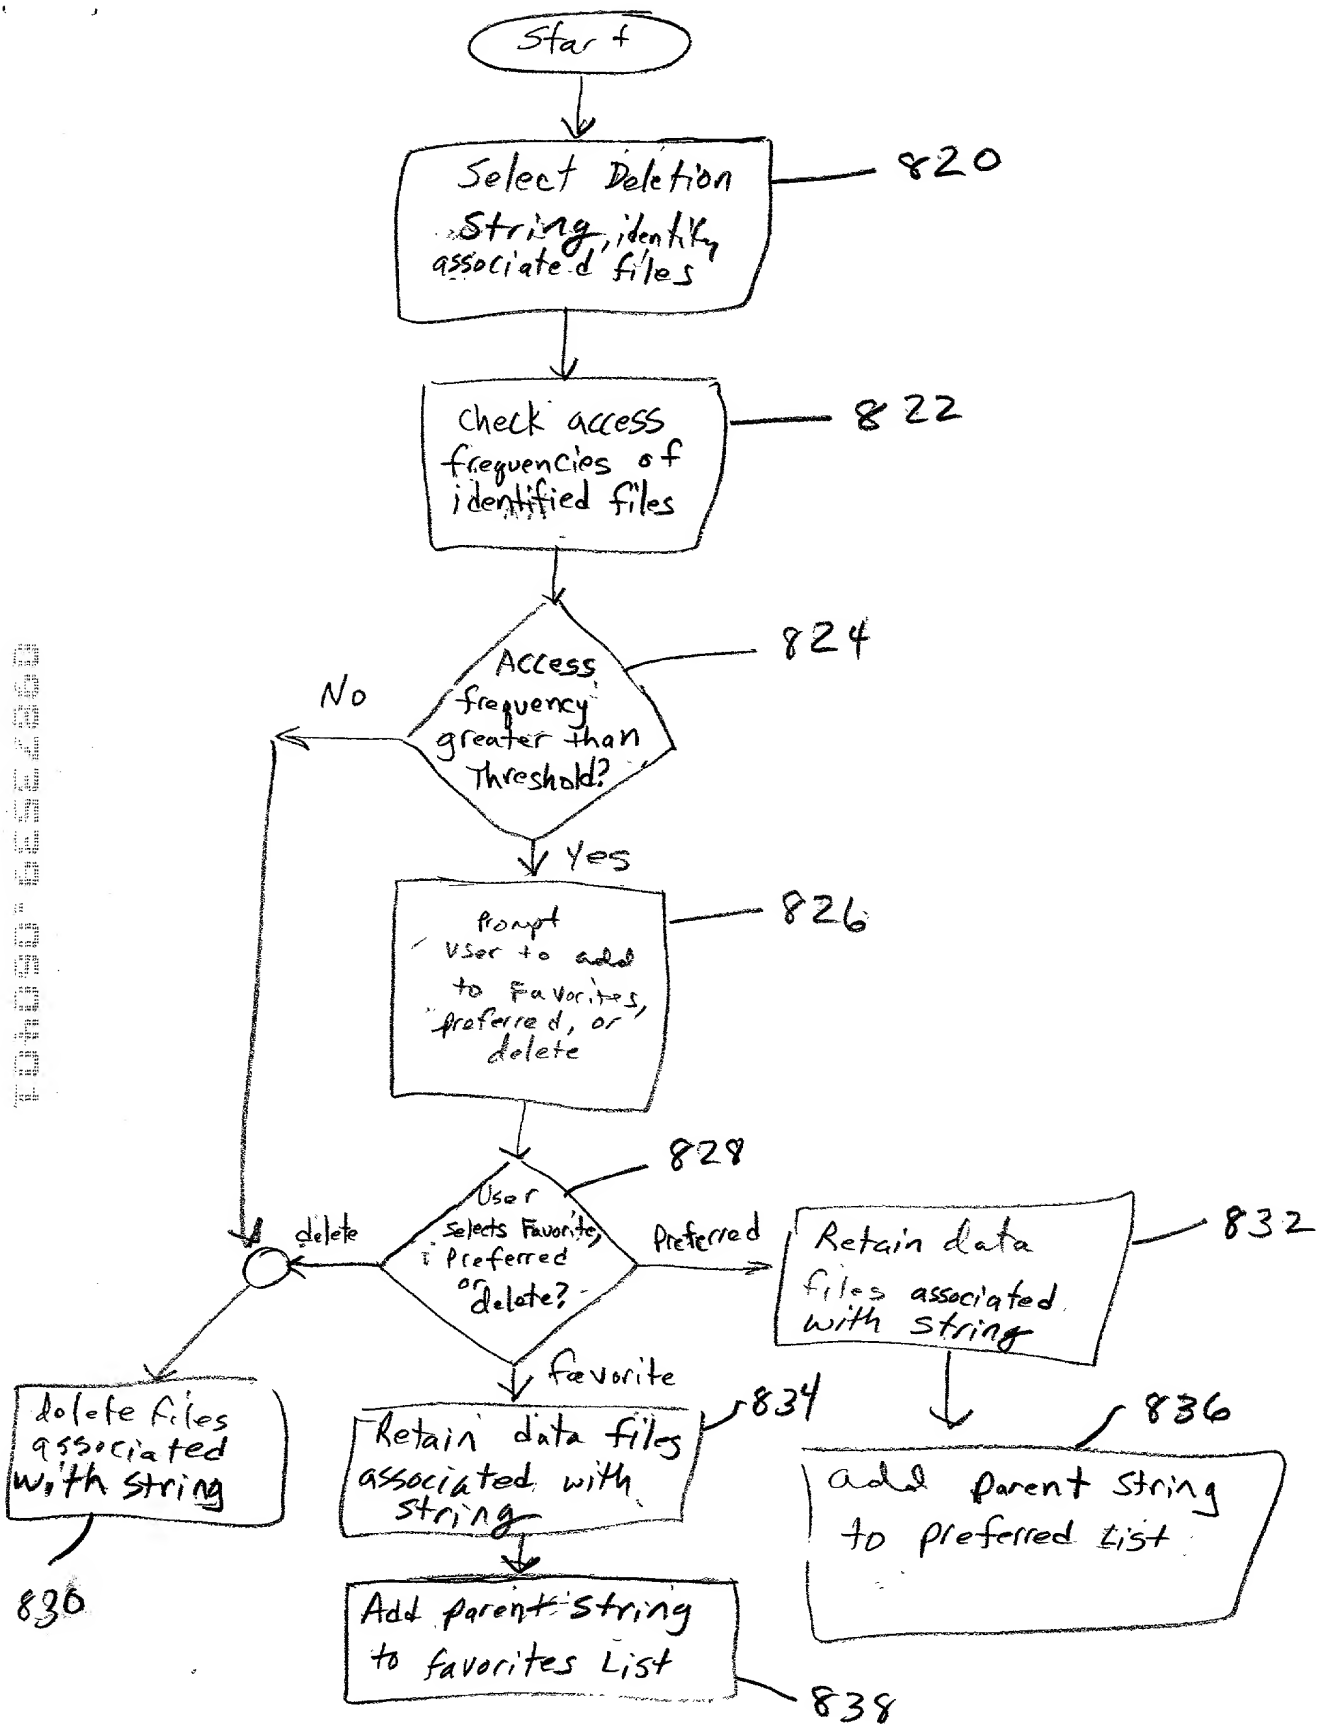 Start
Select Deletion
String, identify
associated files
820
Check access
frequencies of
identified files
822
Access
frequency
greater than
Threshold?
824
No
Yes
Prompt
User to add
to Favorites,
preferred, or
delete
826
User
selects Favorite,
Preferred
or
delete?
828
delete
Preferred
favorite
Retain data
files associated
with string
832
delete files
associated
with string
830
Retain data files
associated with
string
834
add parent string
to preferred List
836
Add parent string
to favorites List
838